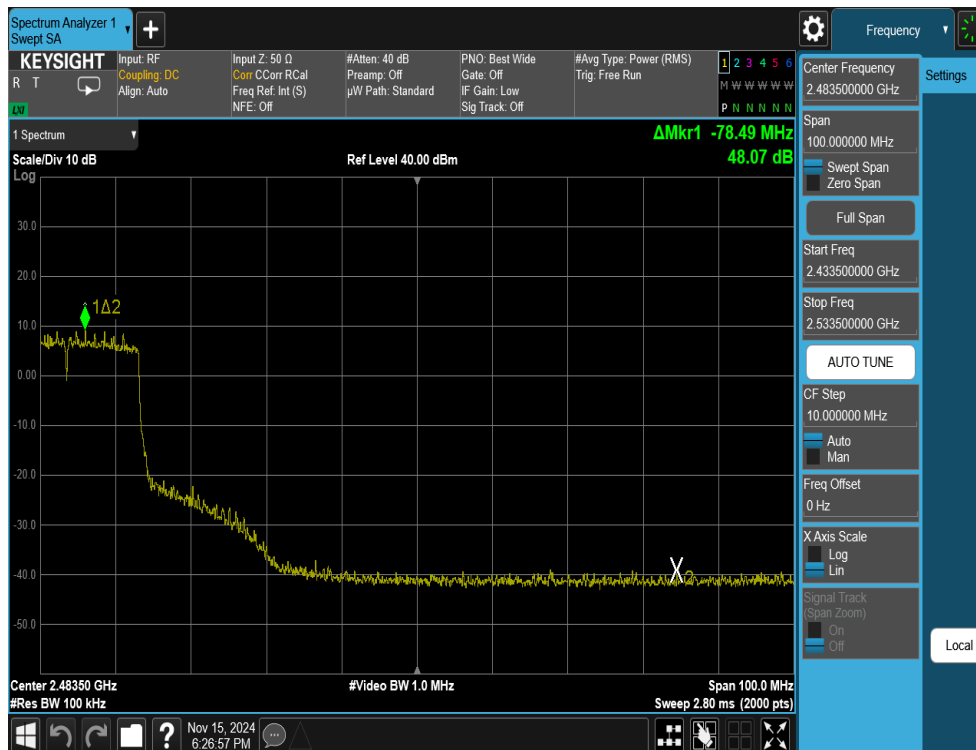 Spectrum Analyzer 1
Swept SA
+
Frequency
KEYSIGHT
R T
LXI
Input: RF
Coupling: DC
Align: Auto
Input Z: 50 Ω
Corr CCorr RCal
Freq Ref: Int (S)
NFE: Off
#Atten: 40 dB
Preamp: Off
µW Path: Standard
PNO: Best Wide
Gate: Off
IF Gain: Low
Sig Track: Off
#Avg Type: Power (RMS)
Trig: Free Run
1 2 3 4 5 6
M W W W W W
P N N N N N
1 Spectrum
ΔMkr1 -78.49 MHz
48.07 dB
Scale/Div 10 dB
Ref Level 40.00 dBm
Log
30.0
20.0
10.0
0.00
-10.0
-20.0
-30.0
-40.0
-50.0
1Δ2
X2
Center 2.48350 GHz
#Video BW 1.0 MHz
Span 100.0 MHz
#Res BW 100 kHz
Sweep 2.80 ms (2000 pts)
Center Frequency
2.483500000 GHz
Settings
Span
100.000000 MHz
Swept Span
Zero Span
Full Span
Start Freq
2.433500000 GHz
Stop Freq
2.533500000 GHz
AUTO TUNE
CF Step
10.000000 MHz
Auto
Man
Freq Offset
0 Hz
X Axis Scale
Log
Lin
Signal Track
(Span Zoom)
On
Off
Local
?
Nov 15, 2024
6:26:57 PM